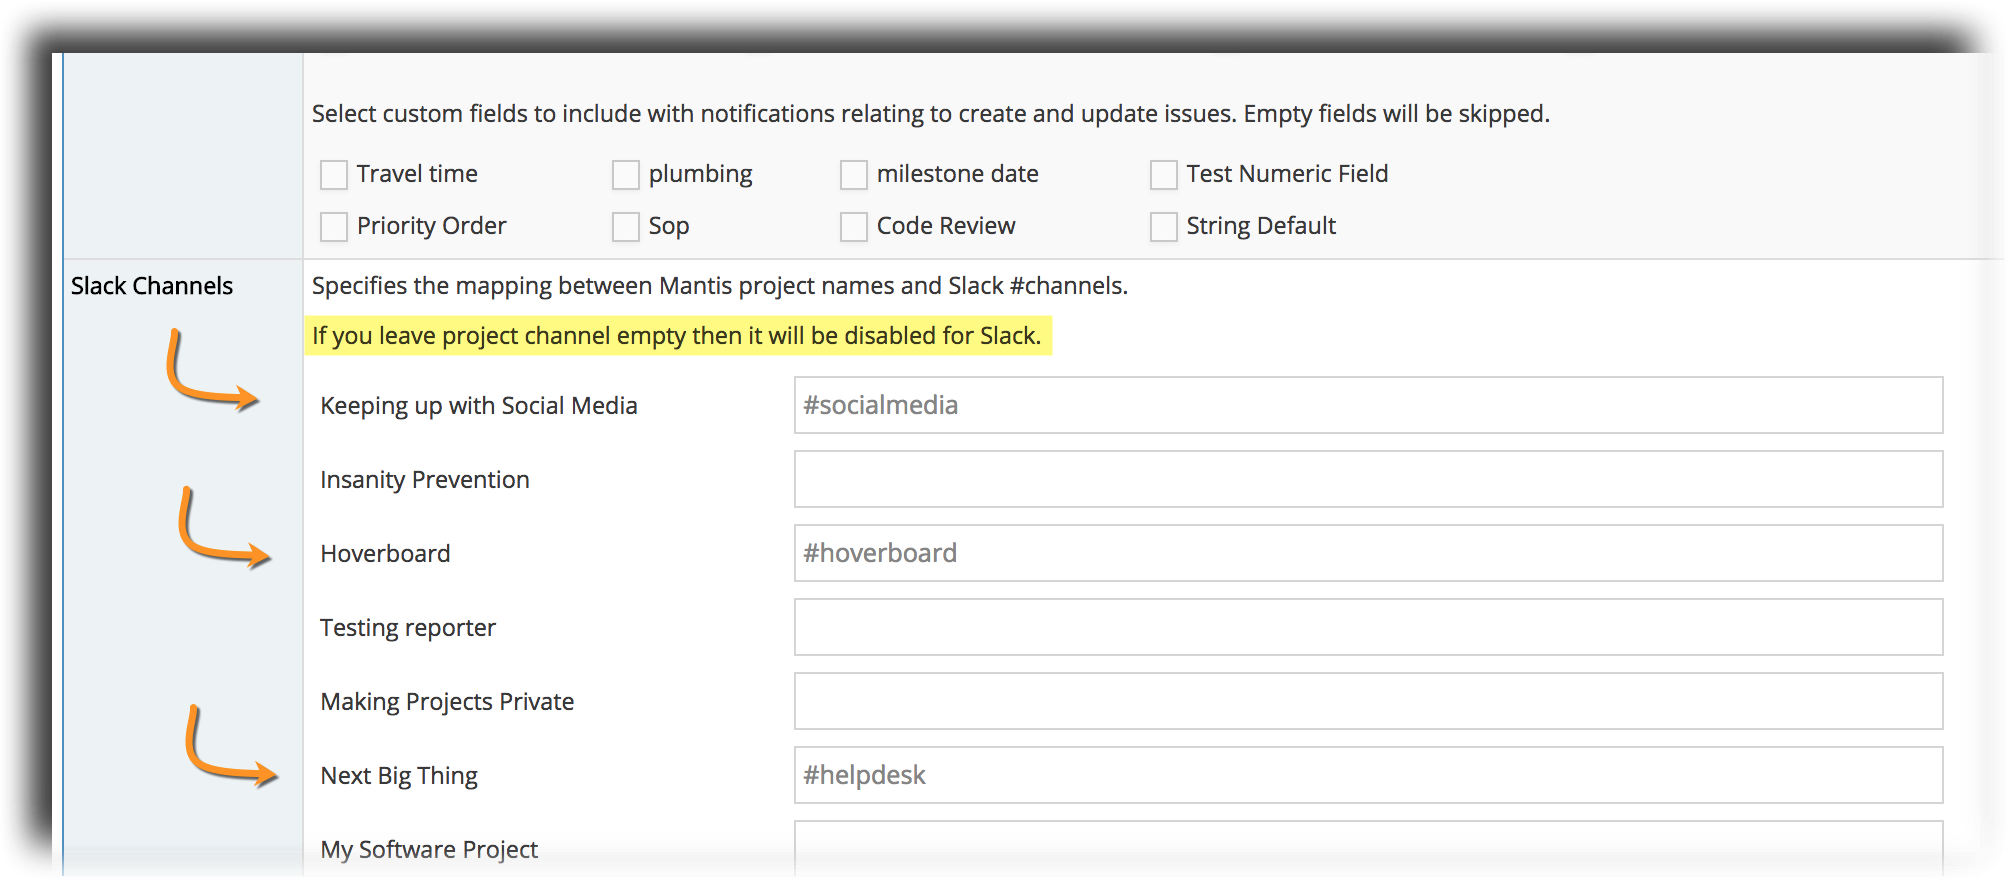 Select custom fields to include with notifications relating to create and update issues. Empty fields will be skipped.
Travel time plumbing milestone date Test Numeric Field
Priority Order Sop Code Review String Default
Slack Channels Specifies the mapping between Mantis project names and Slack #channels.
If you leave project channel empty then it will be disabled for Slack.
Keeping up with Social Media #socialmedia
Insanity Prevention
Hoverboard #hoverboard
Testing reporter
Making Projects Private
Next Big Thing #helpdesk
My Software Project